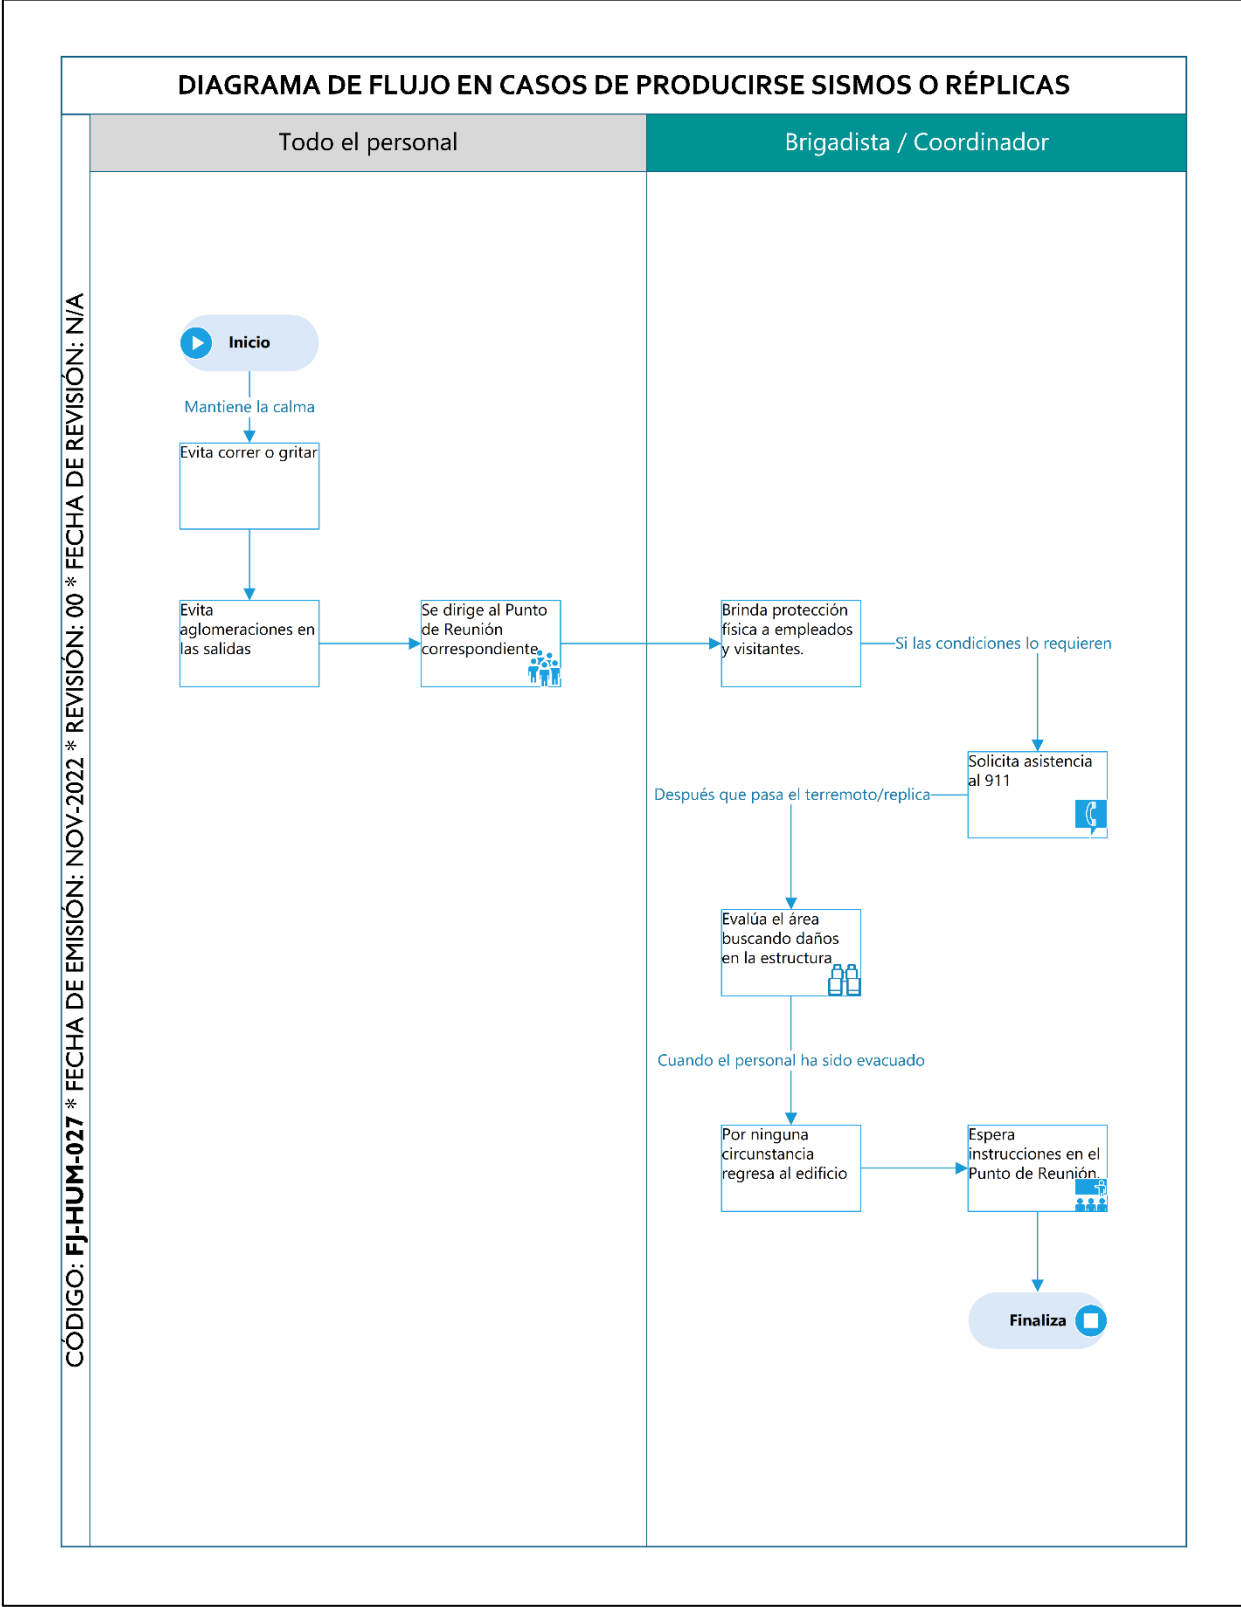 DIAGRAMA DE FLUJO EN CASOS DE PRODUCIRSE SISMOS O RÉPLICAS
Todo el personal
Brigadista / Coordinador
CÓDIGO: FJ-HUM-027 * FECHA DE EMISIÓN: NOV-2022 * REVISIÓN: 00 * FECHA DE REVISIÓN: N/A
Inicio
Mantiene la calma
Evita correr o gritar
Evita
aglomeraciones en
las salidas
Se dirige al Punto
de Reunión
correspondiente.
Brinda protección
física a empleados
y visitantes.
Si las condiciones lo requieren
Solicita asistencia
al 911
Después que pasa el terremoto/replica
Evalúa el área
buscando daños
en la estructura
Cuando el personal ha sido evacuado
Por ninguna
circunstancia
regresa al edificio
Espera
instrucciones en el
Punto de Reunión.
Finaliza